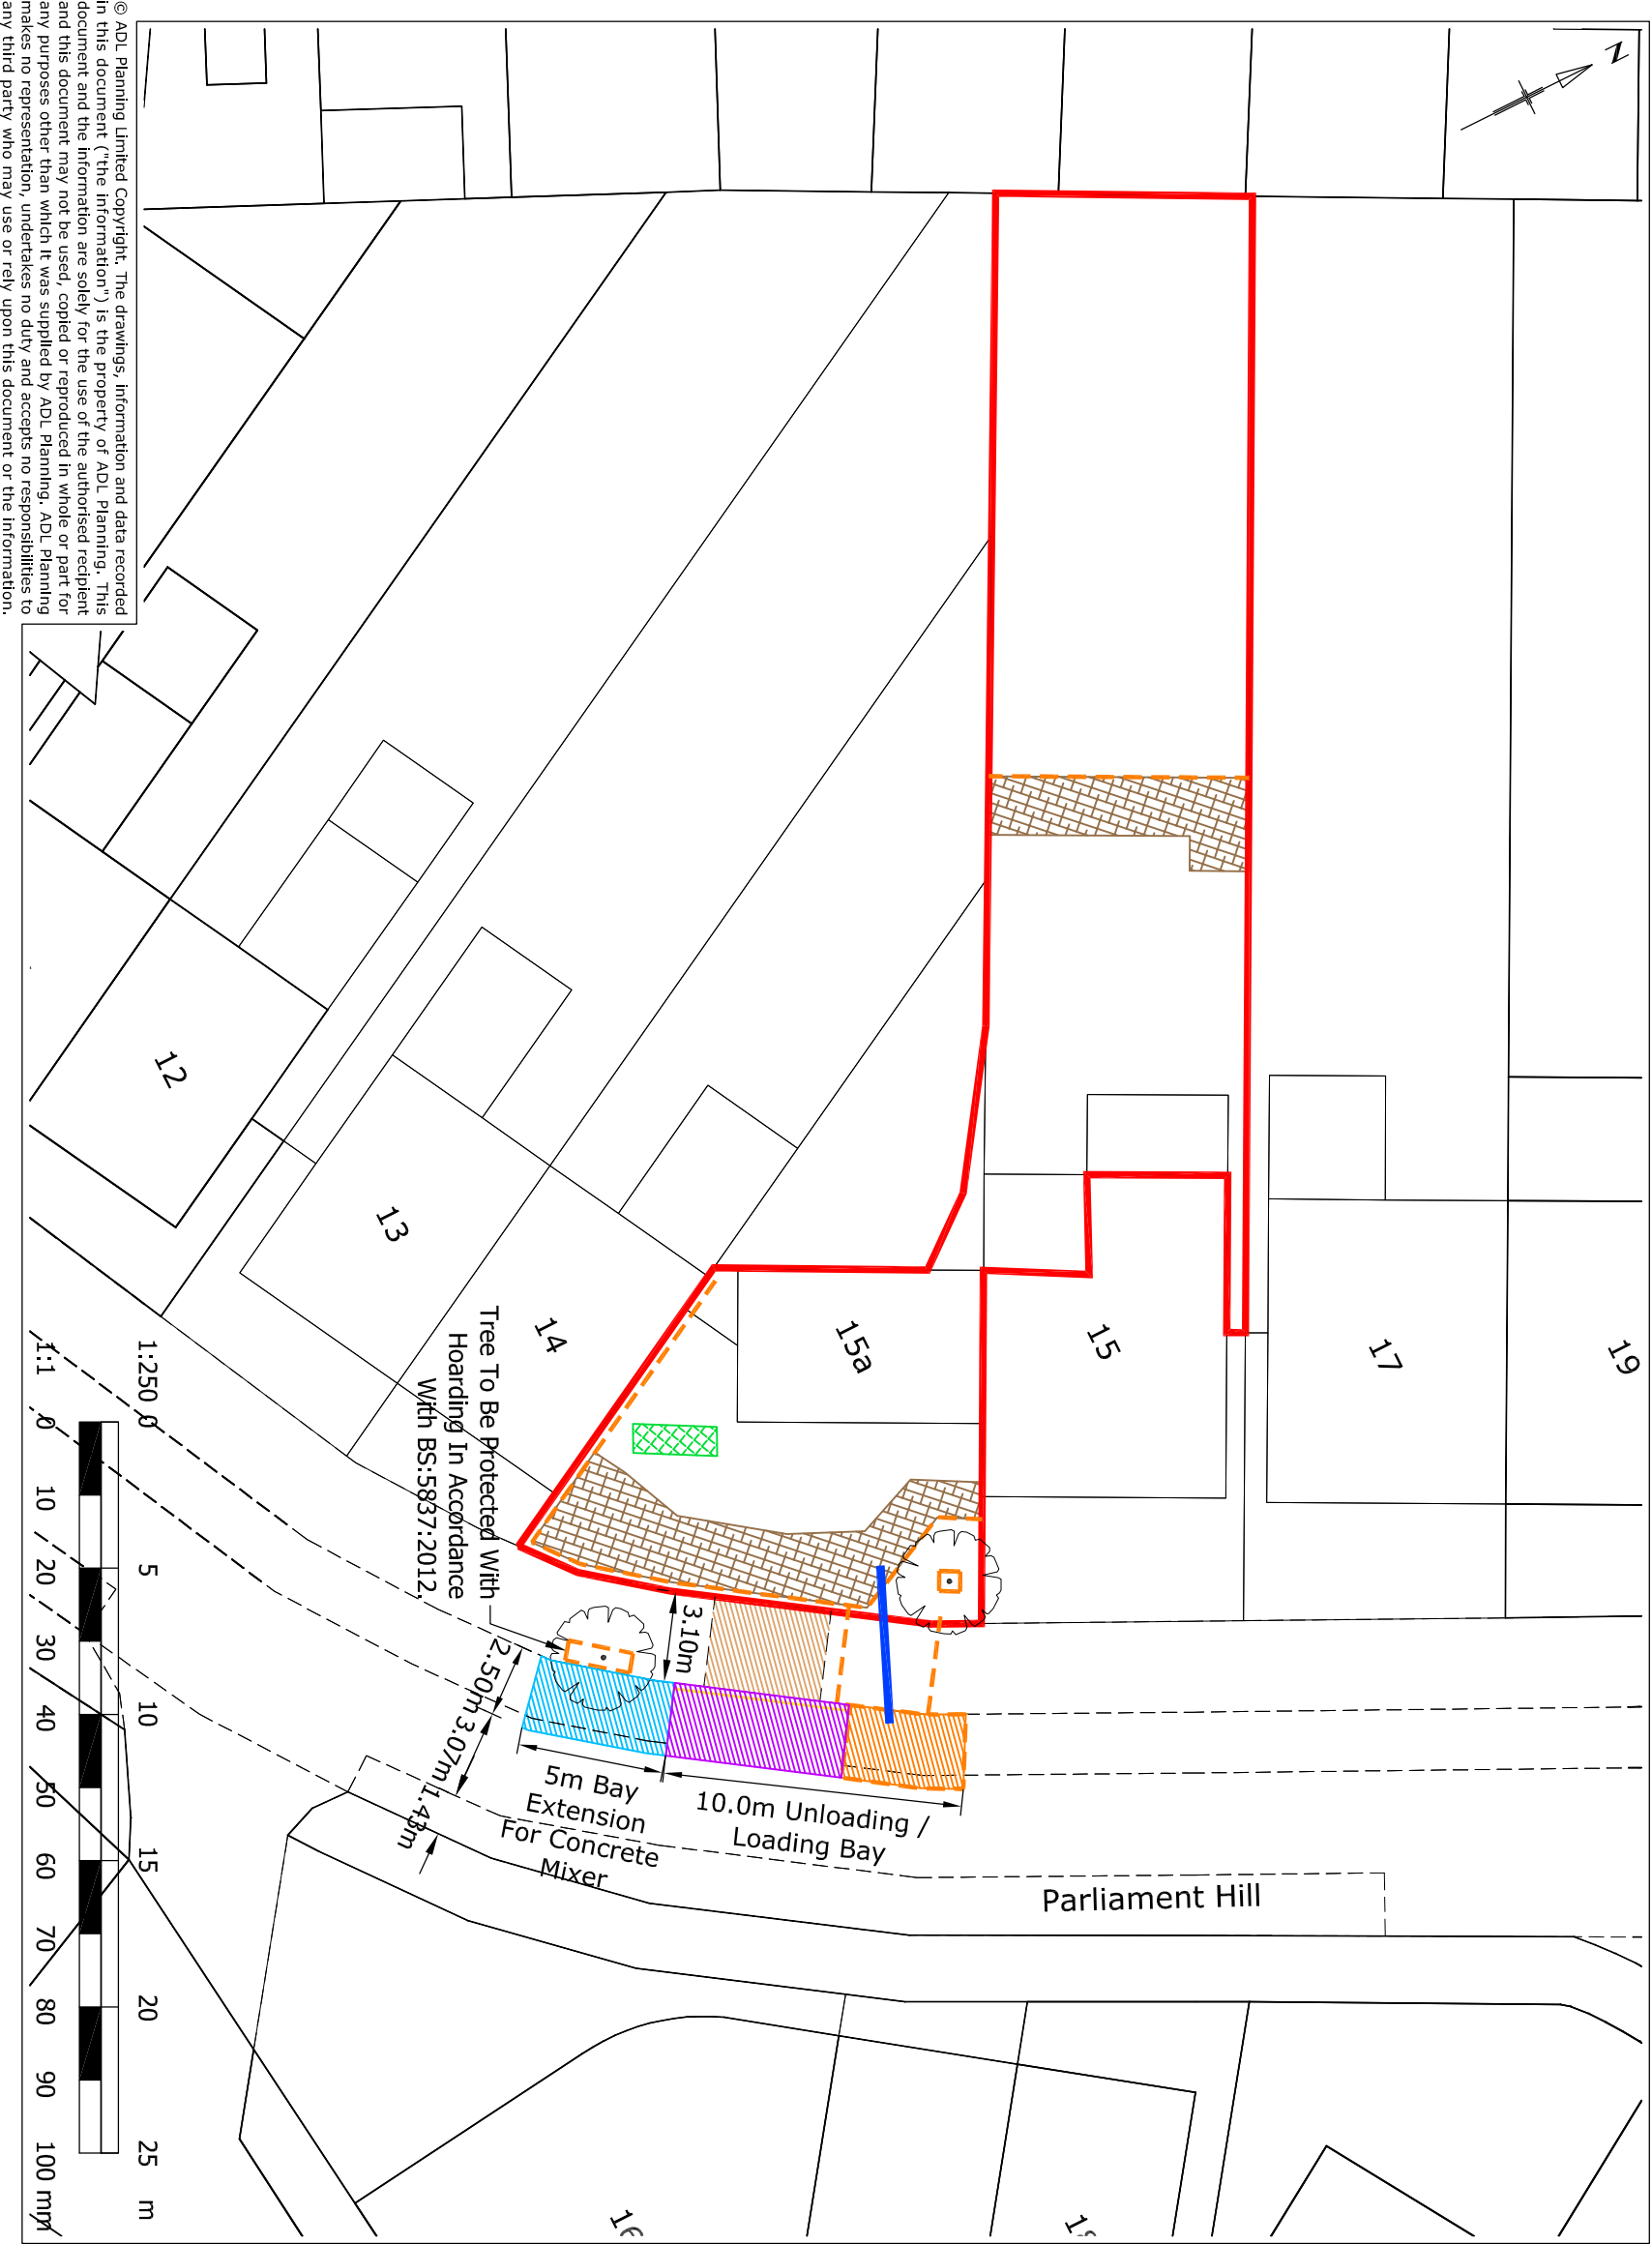 © ADL Planning Limited Copyright. The drawings, information and data recorded
in this document ("the information") is the property of ADL Planning. This
document and the information are solely for the use of the authorised recipient
and this document may not be used, copied or reproduced in whole or part for
any purposes other than which it was supplied by ADL Planning. ADL Planning
makes no representation, undertakes no duty and accepts no responsibilities to
any third party who may use or rely upon this document or the information.
N
12
13
14
15a
15
17
19
Tree To Be Protected With
Hoarding In Accordance
With BS:5837:2012.
3.10m
2.50m
3.07m
1.43m
5m Bay
Extension
For Concrete
Mixer
10.0m Unloading /
Loading Bay
Parliament Hill
16
1:250 0 5 10 15 20 25 m
1:1 0 10 20 30 40 50 60 70 80 90 100 mm